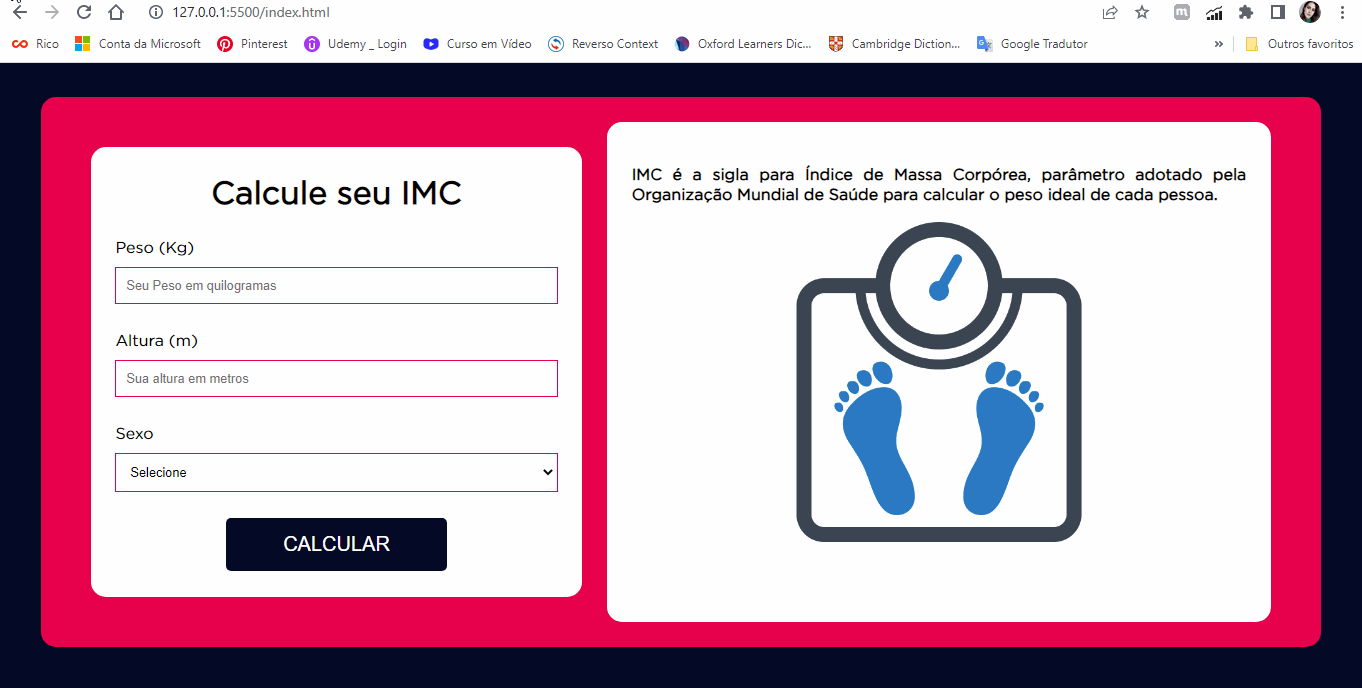 127.0.0.1:5500/index.html
Rico
Conta da Microsoft
Pinterest
Udemy _ Login
Curso em Vídeo
Reverso Context
Oxford Learners Dic...
Cambridge Diction...
Google Tradutor
»
Outros favoritos
Calcule seu IMC
Peso (Kg)
Seu Peso em quilogramas
Altura (m)
Sua altura em metros
Sexo
Selecione
CALCULAR
IMC é a sigla para Índice de Massa Corpórea, parâmetro adotado pela
Organização Mundial de Saúde para calcular o peso ideal de cada pessoa.